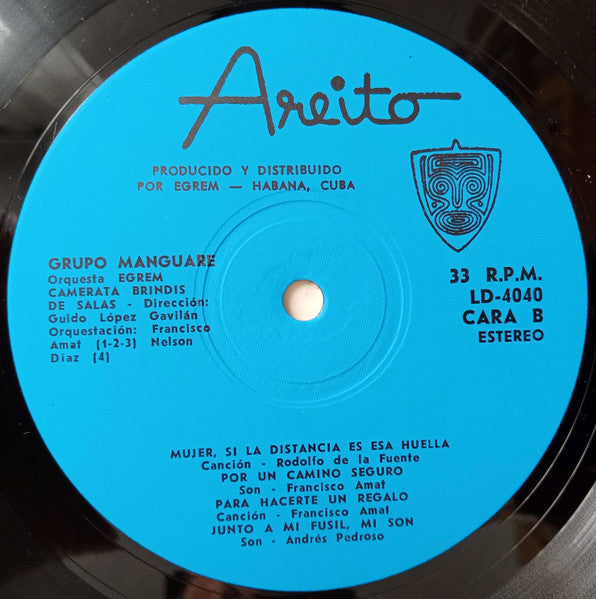 Areito
PRODUCIDO Y DISTRIBUIDO
POR EGREM — HABANA, CUBA
GRUPO MANGUARE
Orquesta EGREM
CAMERATA BRINDIS
DE SALAS - Dirección:
Guido López Gavilán
Orquestación: Francisco
Amat (1-2-3) Nelson
Díaz (4)
33 R.P.M.
LD-4040
CARA B
ESTEREO
MUJER, SI LA DISTANCIA ES ESA HUELLA
Canción - Rodolfo de la Fuente
POR UN CAMINO SEGURO
Son - Francisco Amat
PARA HACERTE UN REGALO
Canción - Francisco Amat
JUNTO A MI FUSIL, MI SON
Son - Andrés Pedroso